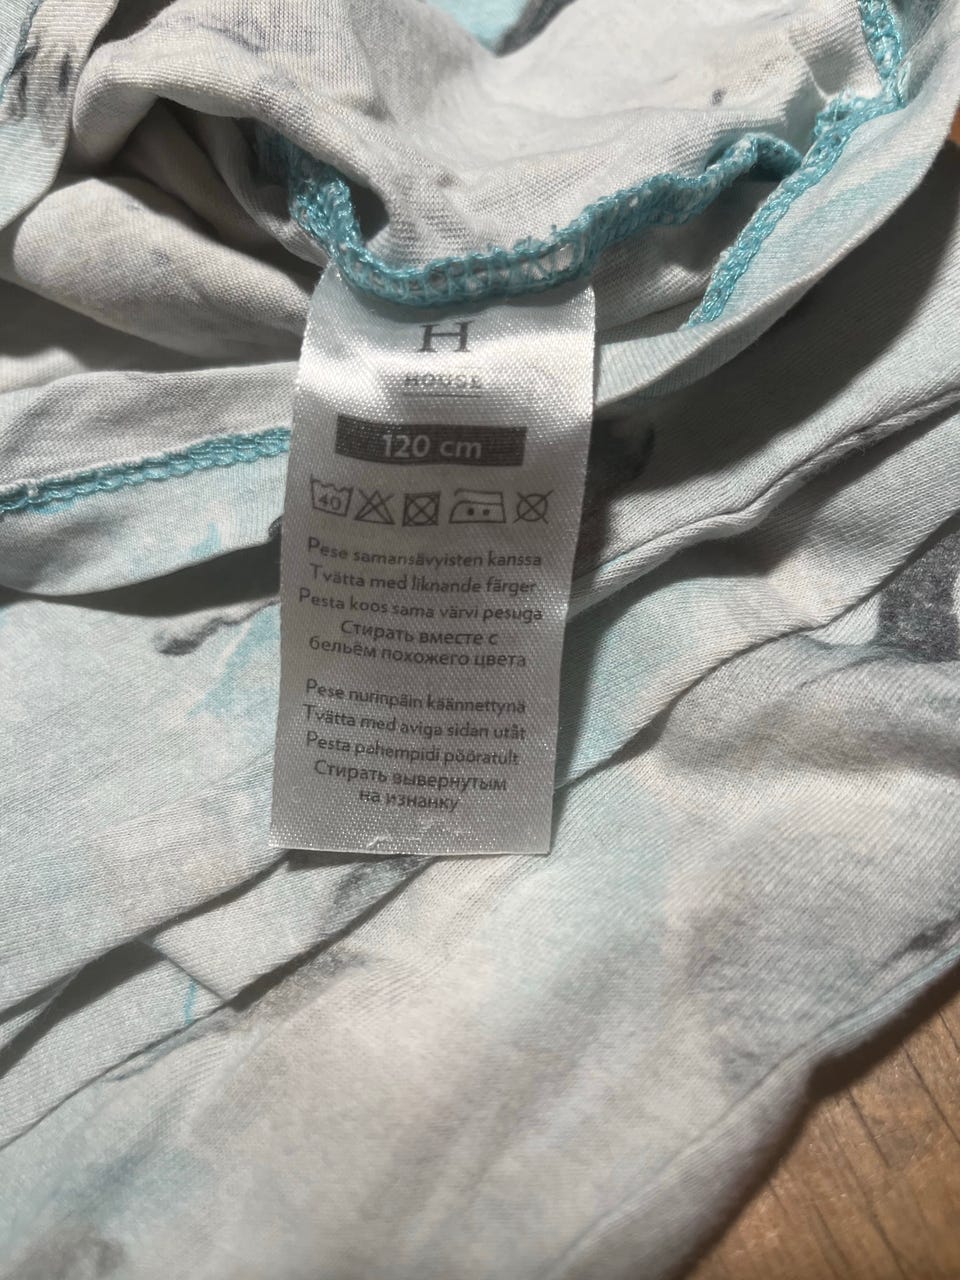 H
HOUSE
120 cm
40
Pese samansävyisten kanssa
Tvätta med liknande färger
Pesta koos sama värvi pesuga
Стирать вместе с
бельём похожего цвета
Pese nurinpäin käännettynä
Tvätta med aviga sidan utåt
Pesta pahempidi pööratult
Стирать вывернутым
на изнанку